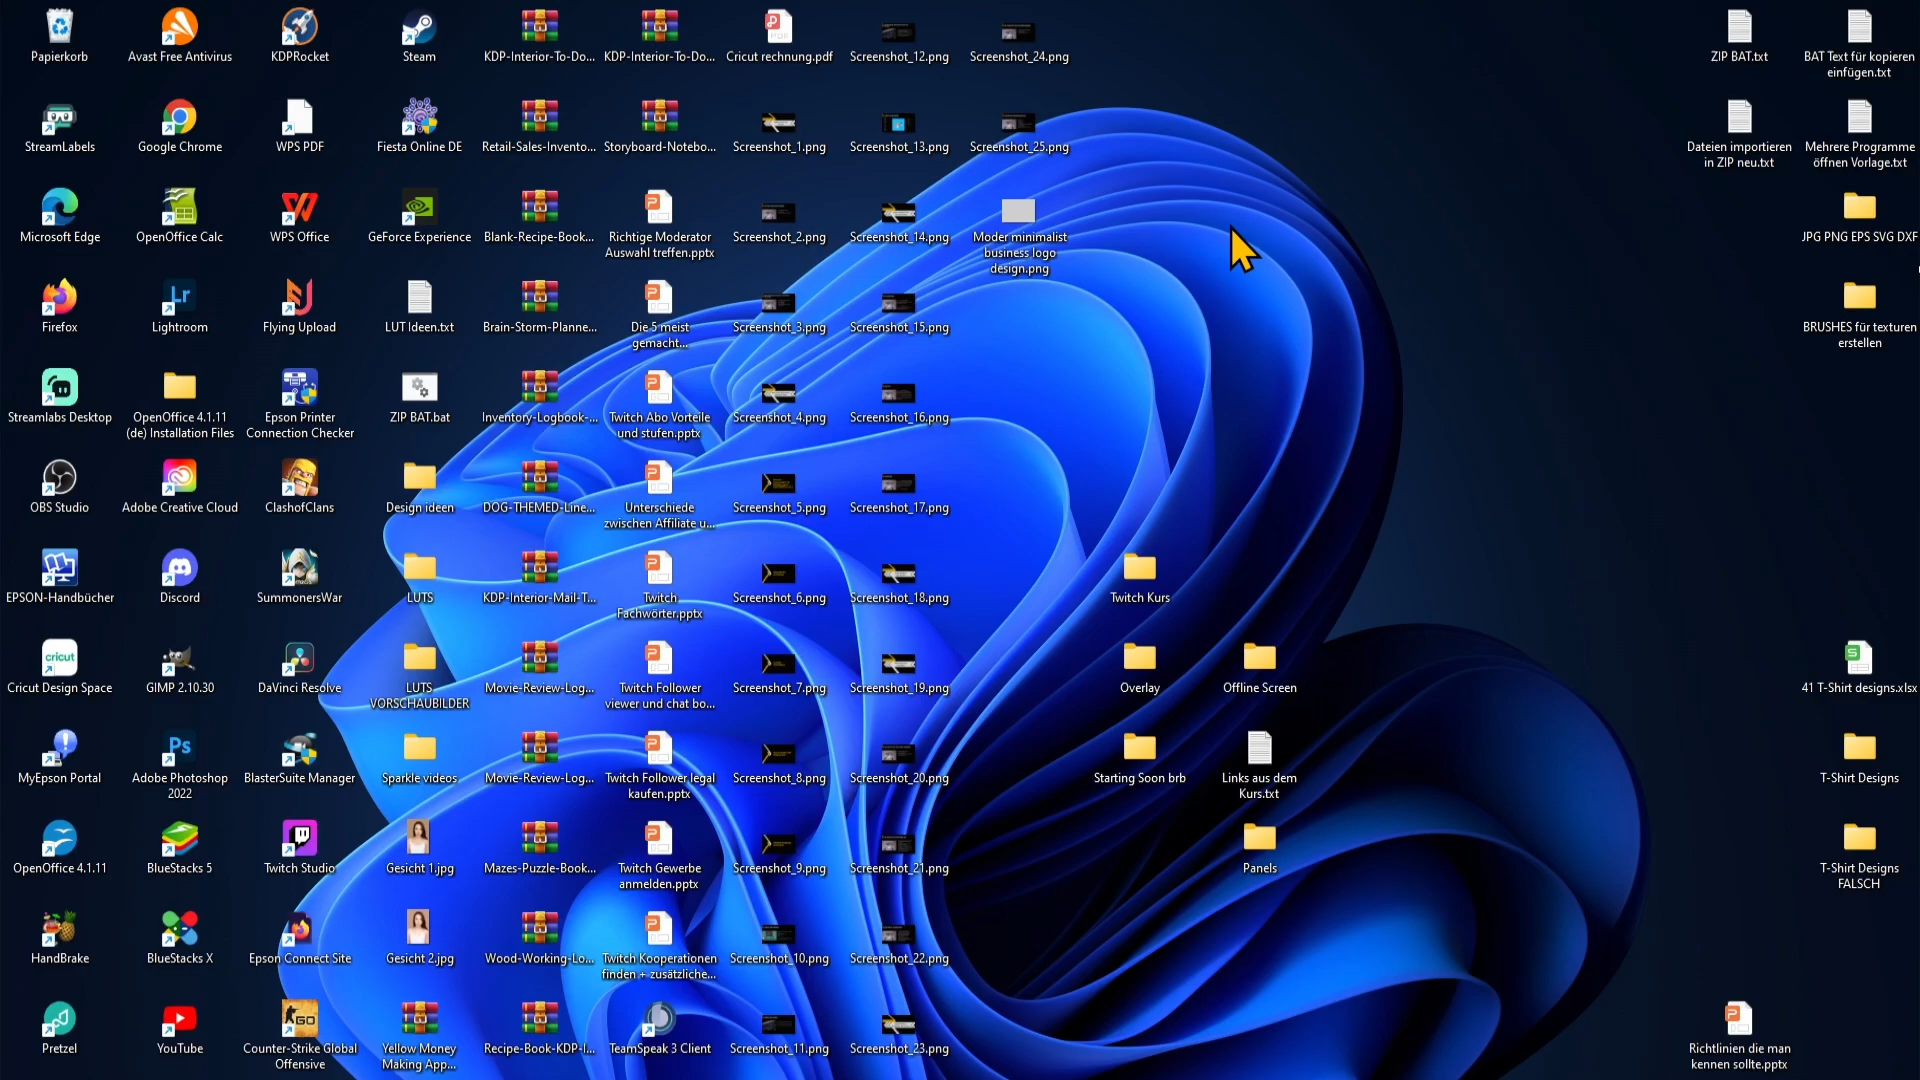 Papierkorb
Avast Free Antivirus
KDPRocket
Steam
KDP-Interior-To-Do...
KDP-Interior-To-Do...
Cricut rechnung.pdf
Screenshot_12.png
Screenshot_24.png
ZIP BAT.txt
BAT Text für kopieren
einfügen.txt
StreamLabels
Google Chrome
WPS PDF
Fiesta Online DE
Retail-Sales-Invento...
Storyboard-Notebo...
Screenshot_1.png
Screenshot_13.png
Screenshot_25.png
Dateien importieren
in ZIP neu.txt
Mehrere Programme
öffnen Vorlage.txt
Microsoft Edge
OpenOffice Calc
WPS Office
GeForce Experience
Blank-Recipe-Book...
Richtige Moderator
Auswahl treffen.pptx
Screenshot_2.png
Screenshot_14.png
Moder minimalist
business logo
design.png
JPG PNG EPS SVG DXF
Firefox
Lightroom
Flying Upload
LUT Ideen.txt
Brain-Storm-Planne...
Die 5 meist
gemacht...
Screenshot_3.png
Screenshot_15.png
BRUSHES für texturen
erstellen
Streamlabs Desktop
OpenOffice 4.1.11
(de) Installation Files
Epson Printer
Connection Checker
ZIP BAT.bat
Inventory-Logbook-...
Twitch Abo Vorteile
und stufen.pptx
Screenshot_4.png
Screenshot_16.png
OBS Studio
Adobe Creative Cloud
ClashofClans
Design ideen
DOG-THEMED-Line...
Unterschiede
zwischen Affiliate u...
Screenshot_5.png
Screenshot_17.png
EPSON-Handbücher
Discord
SummonersWar
LUTS
KDP-Interior-Mail-T...
Twitch
Fachwörter.pptx
Screenshot_6.png
Screenshot_18.png
Twitch Kurs
cricut
Cricut Design Space
GIMP 2.10.30
DaVinci Resolve
LUTS
VORSCHAUBILDER
Movie-Review-Log...
Twitch Follower
viewer und chat bo...
Screenshot_7.png
Screenshot_19.png
Overlay
Offline Screen
41 T-Shirt designs.xlsx
MyEpson Portal
Adobe Photoshop
2022
BlasterSuite Manager
Sparkle videos
Movie-Review-Log...
Twitch Follower legal
kaufen.pptx
Screenshot_8.png
Screenshot_20.png
Starting Soon brb
Links aus dem
Kurs.txt
T-Shirt Designs
OpenOffice 4.1.11
BlueStacks 5
Twitch Studio
Gesicht 1.jpg
Mazes-Puzzle-Book...
Twitch Gewerbe
anmelden.pptx
Screenshot_9.png
Screenshot_21.png
Panels
T-Shirt Designs
FALSCH
HandBrake
BlueStacks X
Epson Connect Site
Gesicht 2.jpg
Wood-Working-Lo...
Twitch Kooperationen
finden + zusätzliche...
Screenshot_10.png
Screenshot_22.png
Pretzel
YouTube
Counter-Strike Global
Offensive
Yellow Money
Making App...
Recipe-Book-KDP-I...
TeamSpeak 3 Client
Screenshot_11.png
Screenshot_23.png
Richtlinien die man
kennen sollte.pptx